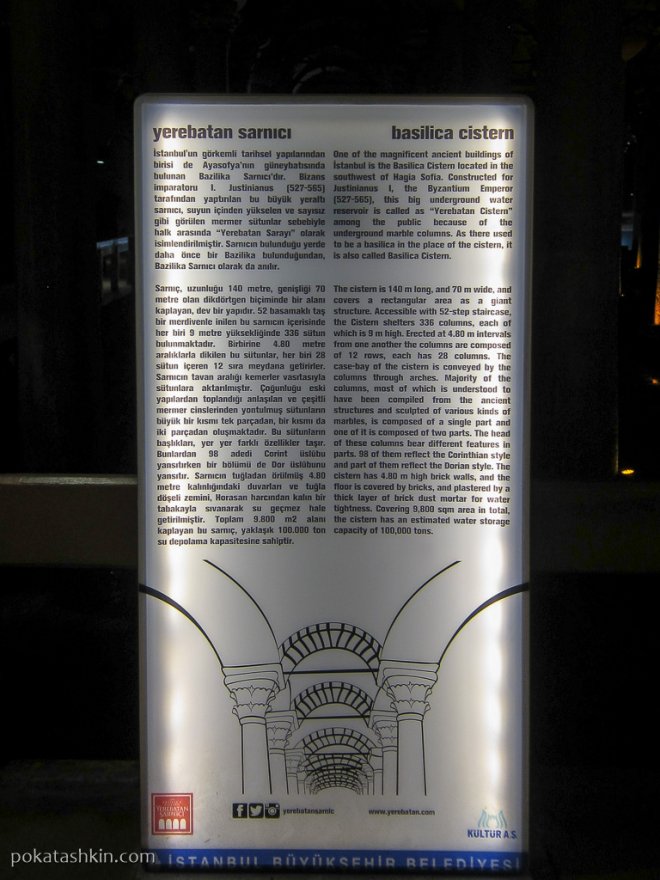 yerebatan sarnıcı
İstanbul'un görkemli tarihsel yapılarından
birisi de Ayasofya'nın güneybatısında
bulunan Bazilika Sarnıcı'dır. Bizans
imparatoru I. Justinianus (527-565)
tarafından yaptırılan bu büyük yeraltı
sarnıcı, suyun içinden yükselen ve sayısız
gibi görülen mermer sütunlar sebebiyle
halk arasında "Yerebatan Sarayı" olarak
isimlendirilmiştir. Sarnıcın bulunduğu yerde
daha önce bir Bazilika bulunduğundan,
Bazilika Sarnıcı olarak da anılır.
Sarnıç, uzunluğu 140 metre, genişliği 70
metre olan dikdörtgen biçiminde bir alanı
kaplayan, dev bir yapıdır. 52 basamaklı taş
bir merdivenle inilen bu sarnıcın içerisinde
her biri 9 metre yüksekliğinde 336 sütun
bulunmaktadır. Birbirine 4.80 metre
aralıklarla dikilen bu sütunlar, her biri 28
sütun içeren 12 sıra meydana getirirler.
Sarnıcın tavan aralığı kemerler vasıtasıyla
sütunlara aktarılmıştır. Çoğunluğu eski
yapılardan toplandığı anlaşılan ve çeşitli
mermer cinslerinden yontulmuş sütunların
büyük bir kısmı tek parçadan, bir kısmı da
iki parçadan oluşmaktadır. Bu sütunların
başlıkları, yer yer farklı özellikler taşır.
Bunlardan 98 adedi Corint üslûbu
yansıtırken bir bölümü de Dor üslûbunu
yansıtır. Sarnıcın tuğladan örülmüş 4.80
metre kalınlığındaki duvarları ve tuğla
döşeli zemini, Horasan harcından kalın bir
tabakayla sıvanarak su geçmez hale
getirilmiştir. Toplam 9.800 m2 alanı
kaplayan bu sarnıç, yaklaşık 100.000 ton
su depolama kapasitesine sahiptir.
basilica cistern
One of the magnificent ancient buildings of
İstanbul is the Basilica Cistern located in the
southwest of Hagia Sofia. Constructed for
Justinianus I, the Byzantium Emperor
(527-565), this big underground water
reservoir is called as "Yerebatan Cistern"
among the public because of the
underground marble columns. As there used
to be a basilica in the place of the cistern, it
is also called Basilica Cistern.
The cistern is 140 m long, and 70 m wide, and
covers a rectangular area as a giant
structure. Accessible with 52-step staircase,
the Cistern shelters 336 columns, each of
which is 9 m high. Erected at 4.80 m intervals
from one another the columns are composed
of 12 rows, each has 28 columns. The
case-bay of the cistern is conveyed by the
columns through arches. Majority of the
columns, most of which is understood to
have been compiled from the ancient
structures and sculpted of various kinds of
marbles, is composed of a single part and
one of it is composed of two parts. The head
of these columns bear different features in
parts. 98 of them reflect the Corinthian style
and part of them reflect the Dorian style. The
cistern has 4.80 m high brick walls, and the
floor is covered by bricks, and plastered by a
thick layer of brick dust mortar for water
tightness. Covering 9,800 sqm area in total,
the cistern has an estimated water storage
capacity of 100,000 tons.
YEREBATAN
SARNICI
yerebatansarnic
www.yerebatan.com
KÜLTÜR A.Ş.
İSTANBUL BÜYÜKŞEHİR BELEDİYESİ
pokatashkin.com